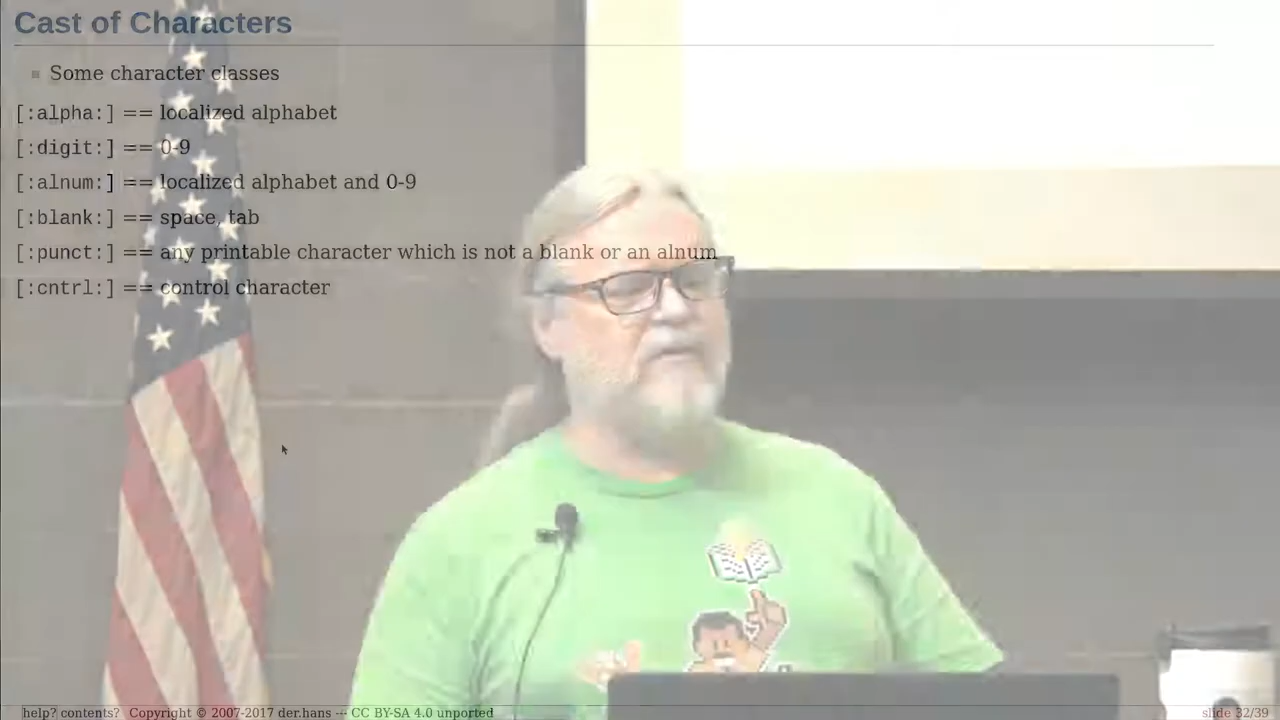 Cast of Characters
Some character classes
[:alpha:] == localized alphabet
[:digit:] == 0-9
[:alnum:] == localized alphabet and 0-9
[:blank:] == space, tab
[:punct:] == any printable character which is not a blank or an alnum
[:cntrl:] == control character
help? contents? Copyright © 2007-2017 der.hans --- CC BY-SA 4.0 unported
slide 32/39